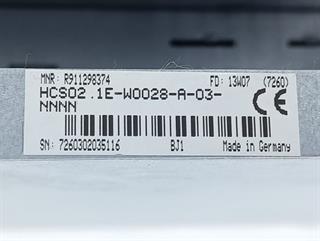 MNR: R911298374 FD: 13W07 (7260)
HCS02.1E-W0028-A-03-
NNNN
CE
SN: 7260302035116 BJ1 Made in Germany